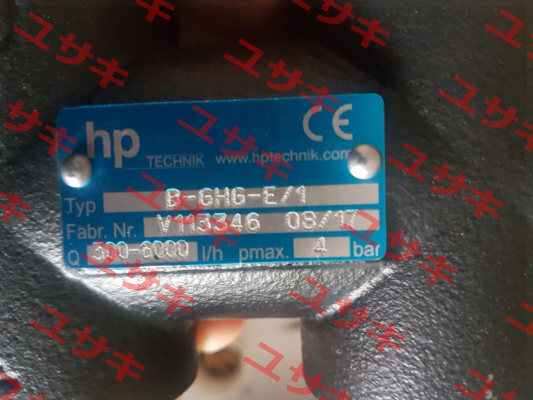 hp TECHNIK www.hptechnik.com CE
Typ B-GHG-E/1
Fabr. Nr. V113346 08/17
Q 300-6000 l/h pmax. 4 bar
ユサキ